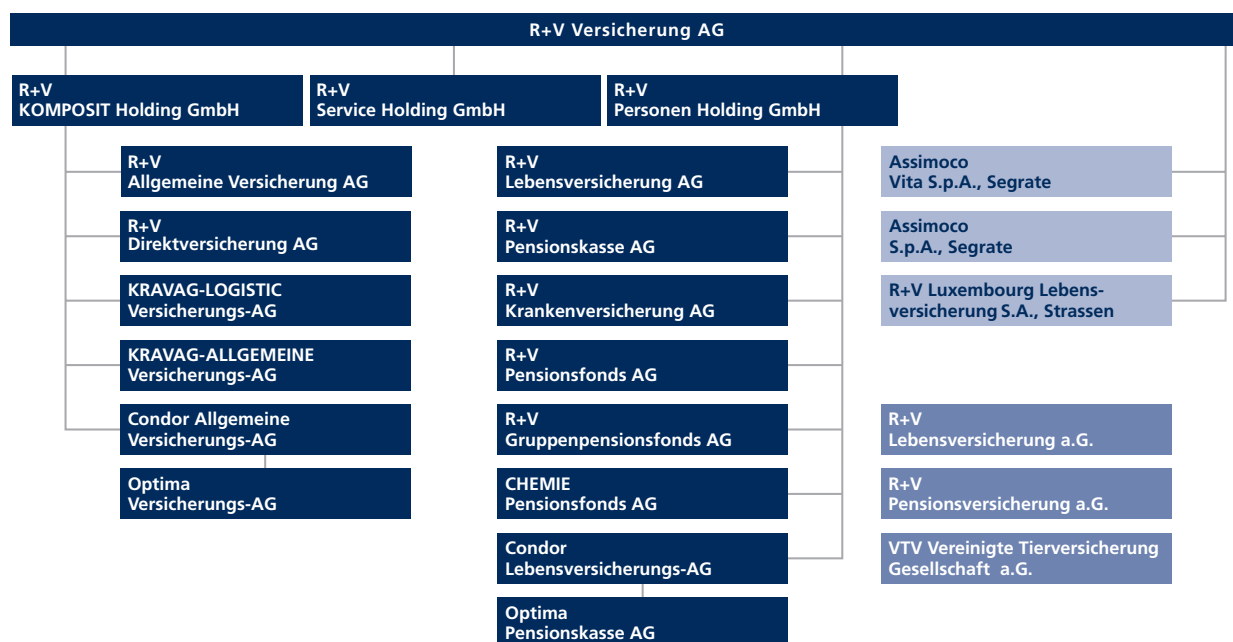 R+V Versicherung AG
R+V
KOMPOSIT Holding GmbH
R+V
Service Holding GmbH
R+V
Personen Holding GmbH
R+V
Allgemeine Versicherung AG
R+V
Direktversicherung AG
KRAVAG-LOGISTIC
Versicherungs-AG
KRAVAG-ALLGEMEINE
Versicherungs-AG
Condor Allgemeine
Versicherungs-AG
Optima
Versicherungs-AG
R+V
Lebensversicherung AG
R+V
Pensionskasse AG
R+V
Krankenversicherung AG
R+V
Pensionsfonds AG
R+V
Gruppenpensionsfonds AG
CHEMIE
Pensionsfonds AG
Condor
Lebensversicherungs-AG
Optima
Pensionskasse AG
Assimoco
Vita S.p.A., Segrate
Assimoco
S.p.A., Segrate
R+V Luxembourg Lebens-
versicherung S.A., Strassen
R+V
Lebensversicherung a.G.
R+V
Pensionsversicherung a.G.
VTV Vereinigte Tierversicherung
Gesellschaft a.G.